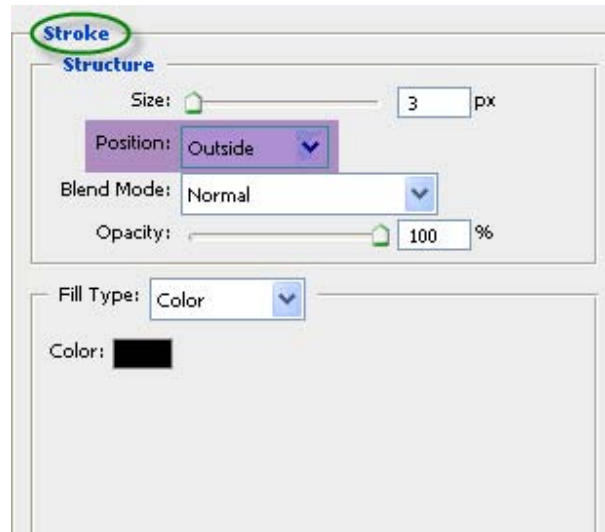 Stroke
Structure
Size: 3 px
Position: Outside
Blend Mode: Normal
Opacity: 100 %
Fill Type: Color
Color: